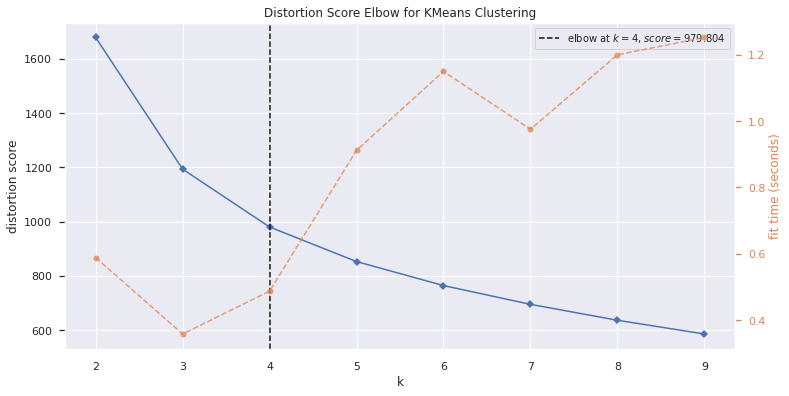 Distortion Score Elbow for KMeans Clustering
elbow at k = 4, score = 979.804
distortion score
1600
1400
1200
1000
800
600
1.2
1.0
0.8
0.6
0.4
fit time (seconds)
2 3 4 5 6 7 8 9
k